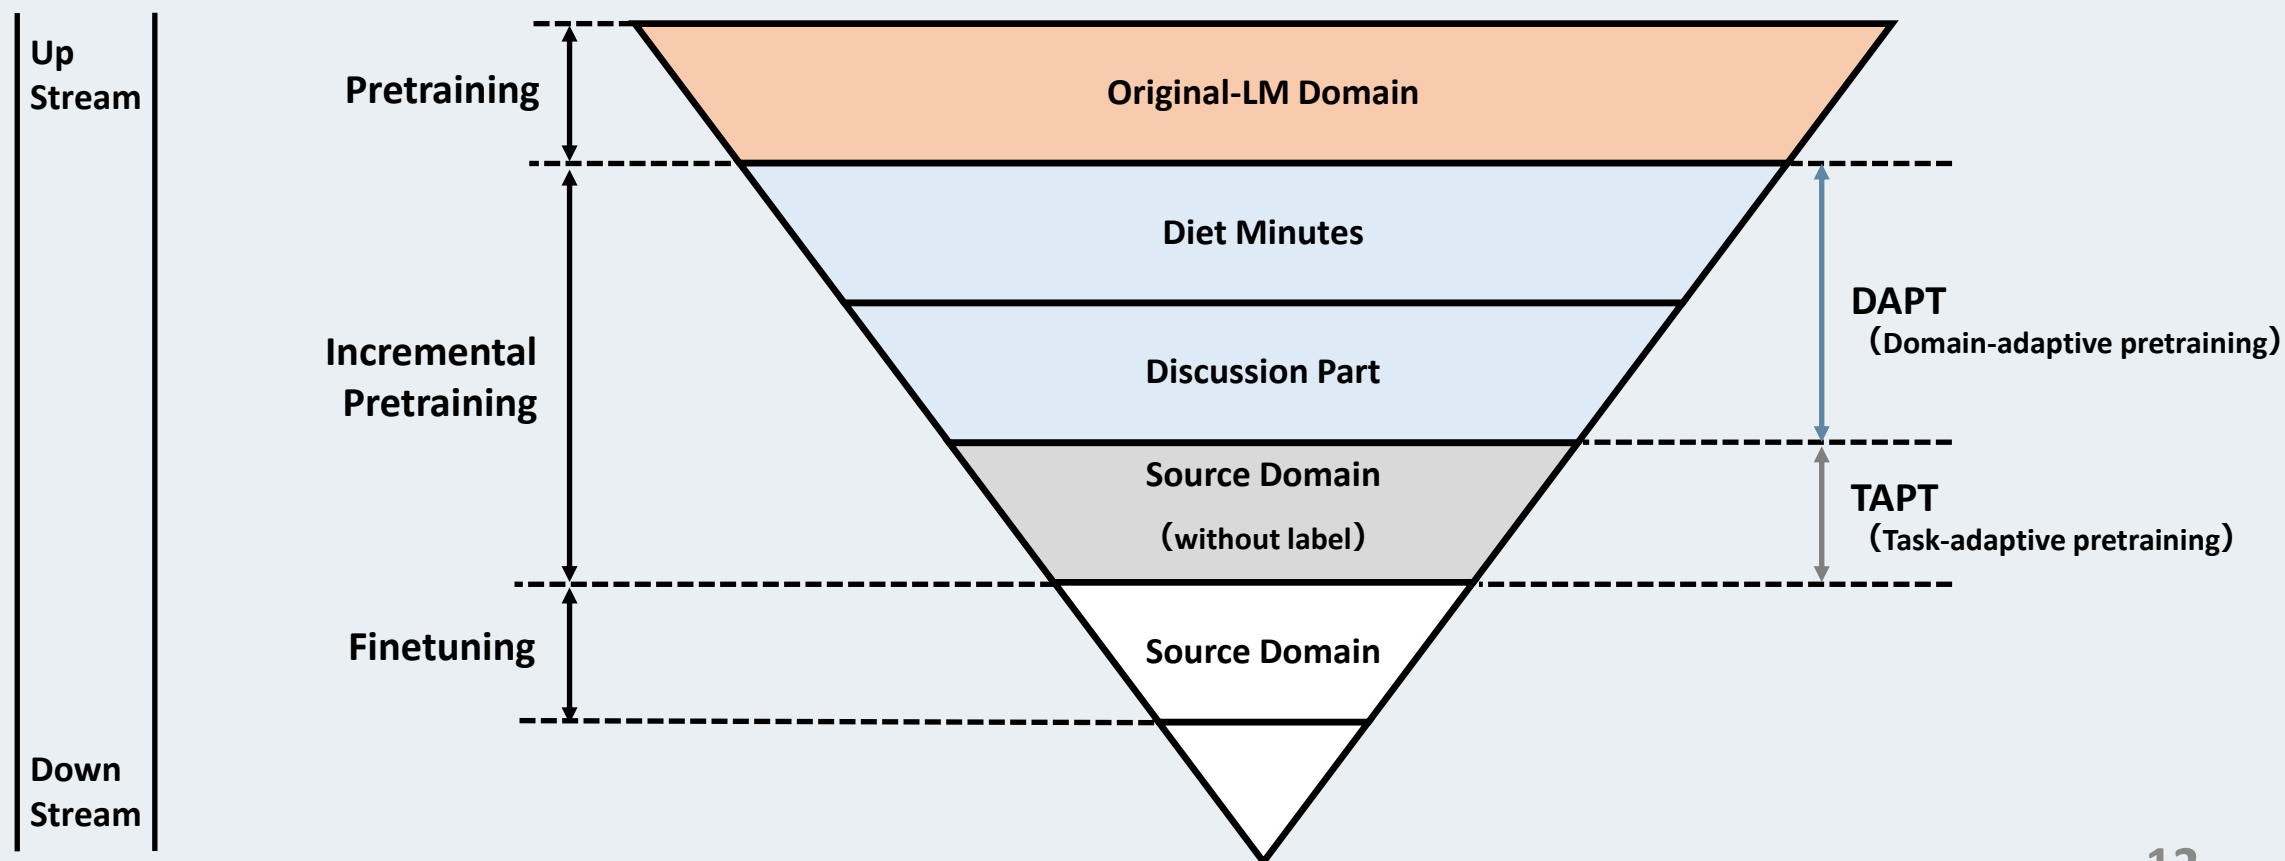 Up
Stream
Pretraining
Original-LM Domain
Diet Minutes
Incremental
Pretraining
Discussion Part
DAPT
（Domain-adaptive pretraining）
Source Domain
（without label）
TAPT
（Task-adaptive pretraining）
Finetuning
Source Domain
Down
Stream